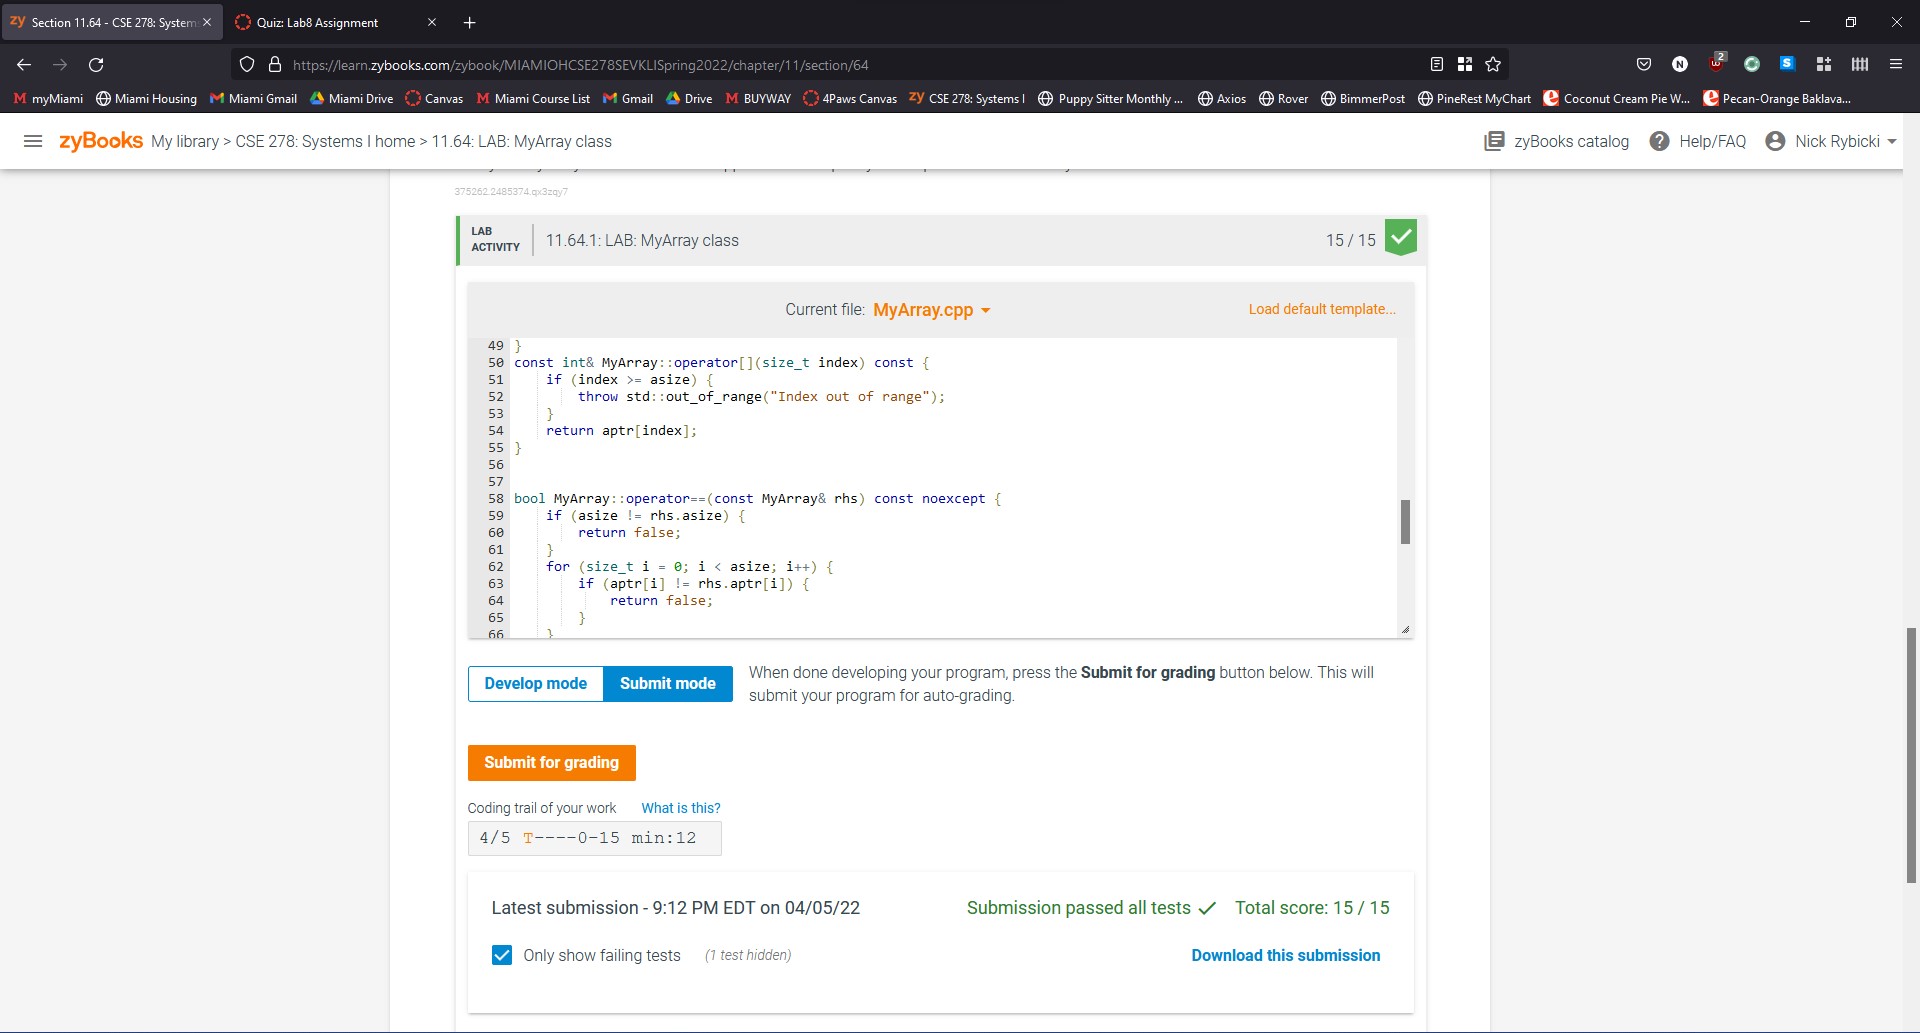 zy Section 11.64 - CSE 278: System
Quiz: Lab8 Assignment
https://learn.zybooks.com/zybook/MIAMIOHCSE278SEVKLISpring2022/chapter/11/section/64
N
2
S
M myMiami
Miami Housing
Miami Gmail
Miami Drive
Canvas
M Miami Course List
Gmail
Drive
M BUYWAY
4Paws Canvas
zy CSE 278: Systems I
Puppy Sitter Monthly ...
Axios
Rover
BimmerPost
PineRest MyChart
Coconut Cream Pie W...
Pecan-Orange Baklava...
zyBooks My library > CSE 278: Systems I home > 11.64: LAB: MyArray class
zyBooks catalog
Help/FAQ
Nick Rybicki
375262.2485374.qx3zqy7
LAB
ACTIVITY
11.64.1: LAB: MyArray class
15 / 15
Current file: MyArray.cpp
Load default template...
49 }
50 const int& MyArray::operator[](size_t index) const {
51 if (index >= asize) {
52 throw std::out_of_range("Index out of range");
53 }
54 return aptr[index];
55 }
56
57
58 bool MyArray::operator==(const MyArray& rhs) const noexcept {
59 if (asize != rhs.asize) {
60 return false;
61 }
62 for (size_t i = 0; i < asize; i++) {
63 if (aptr[i] != rhs.aptr[i]) {
64 return false;
65 }
66 }
Develop mode
Submit mode
When done developing your program, press the Submit for grading button below. This will
submit your program for auto-grading.
Submit for grading
Coding trail of your work What is this?
4/5 T----0-15 min:12
Latest submission - 9:12 PM EDT on 04/05/22
Submission passed all tests
Total score: 15 / 15
Only show failing tests (1 test hidden)
Download this submission